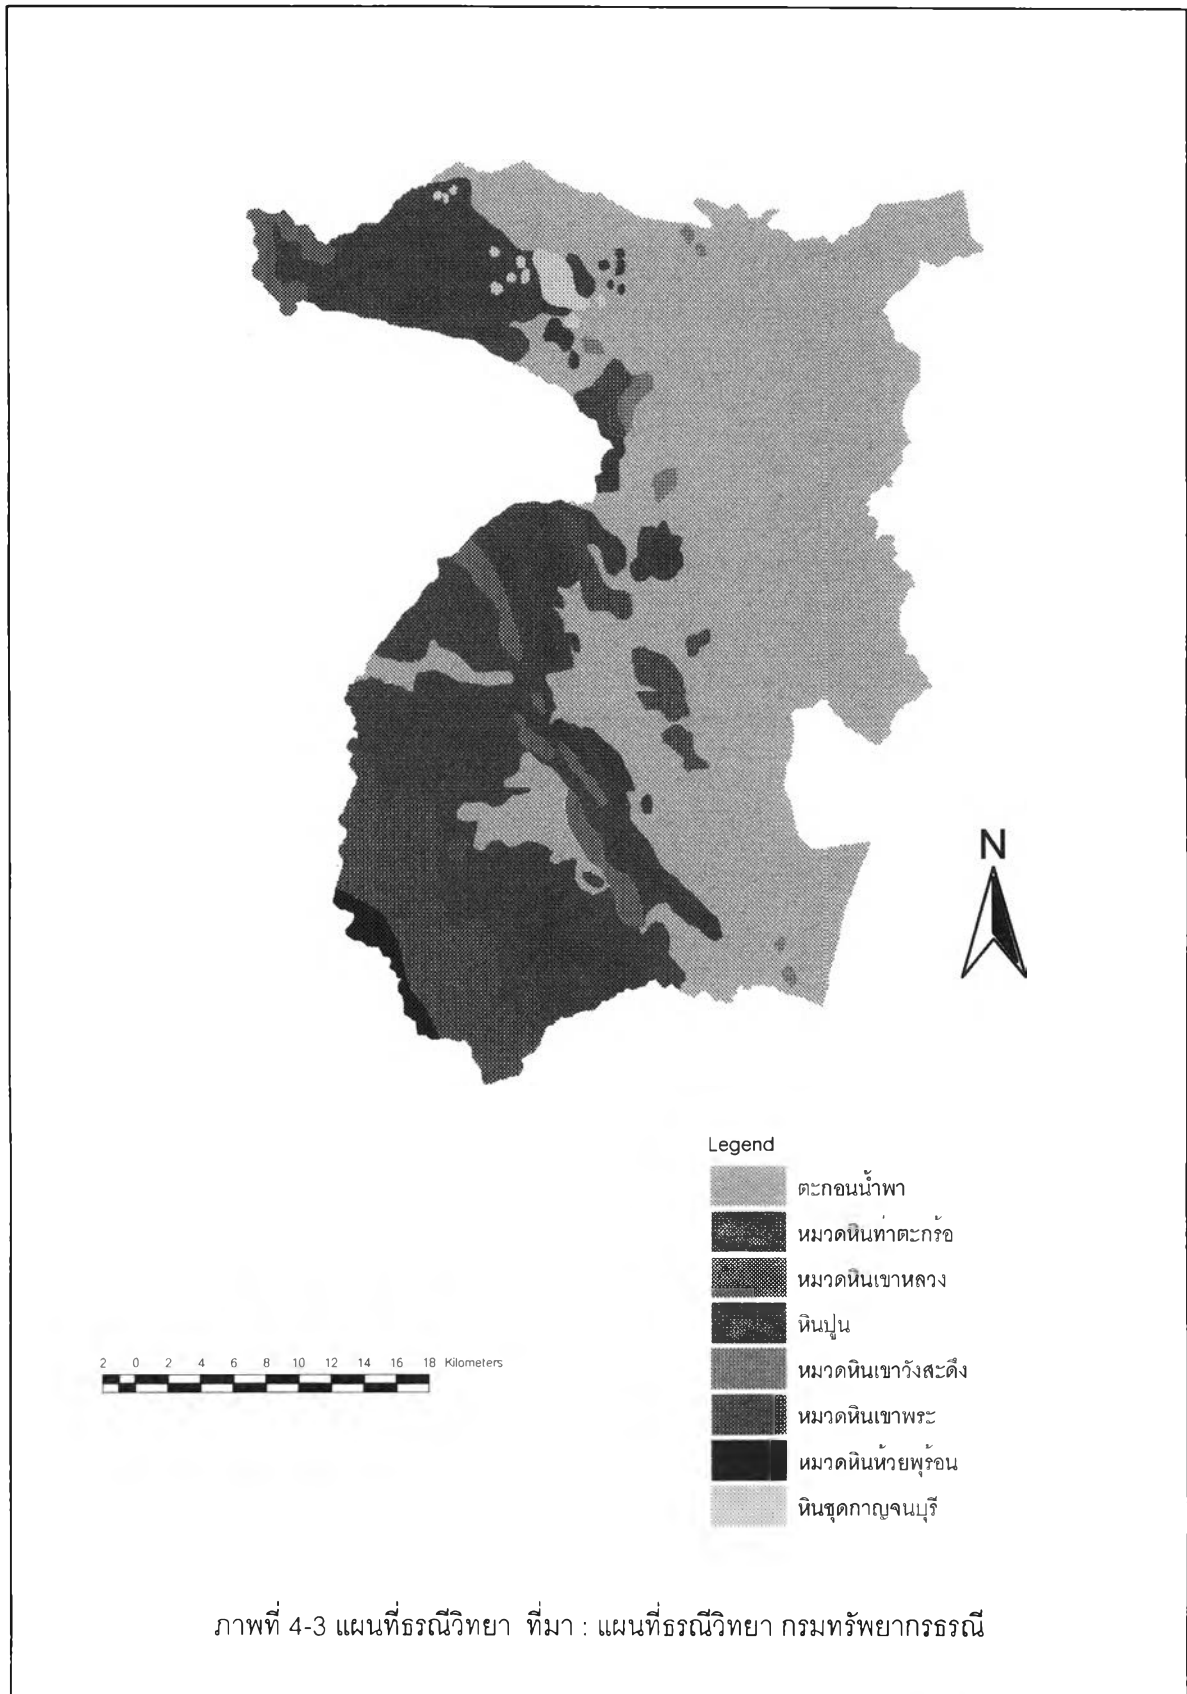 N
Legend
ตะกอนน้ำพา
หมวดหินท่าตะกร้อ
หมวดหินเขาหลวง
หินปูน
หมวดหินเขาวังสะดึง
หมวดหินเขาพระ
หมวดหินห้วยพุร้อน
หินชุดกาญจนบุรี
2 0 2 4 6 8 10 12 14 16 18 Kilometers
ภาพที่ 4-3 แผนที่ธรณีวิทยา ที่มา : แผนที่ธรณีวิทยา กรมทรัพยากรธรณี